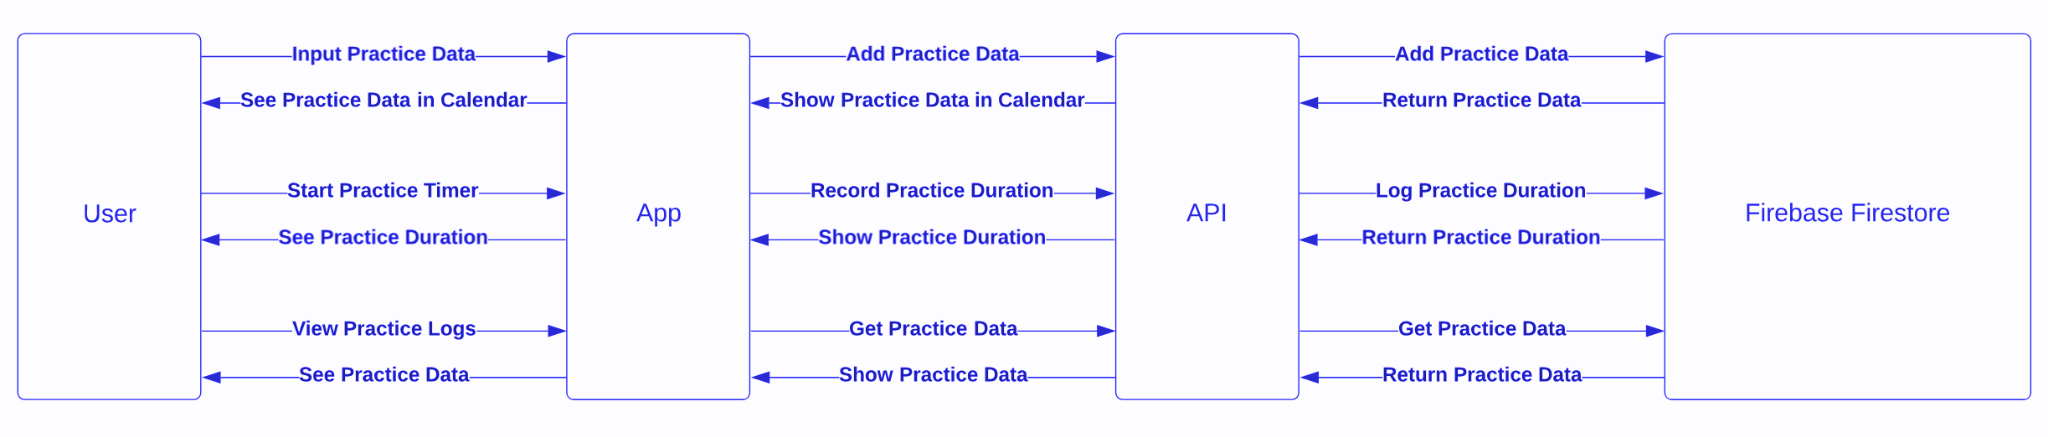 Input Practice Data
Add Practice Data
Add Practice Data
See Practice Data in Calendar
Show Practice Data in Calendar
Return Practice Data
Start Practice Timer
Record Practice Duration
Log Practice Duration
User
App
API
Firebase Firestore
See Practice Duration
Show Practice Duration
Return Practice Duration
View Practice Logs
Get Practice Data
Get Practice Data
See Practice Data
Show Practice Data
Return Practice Data